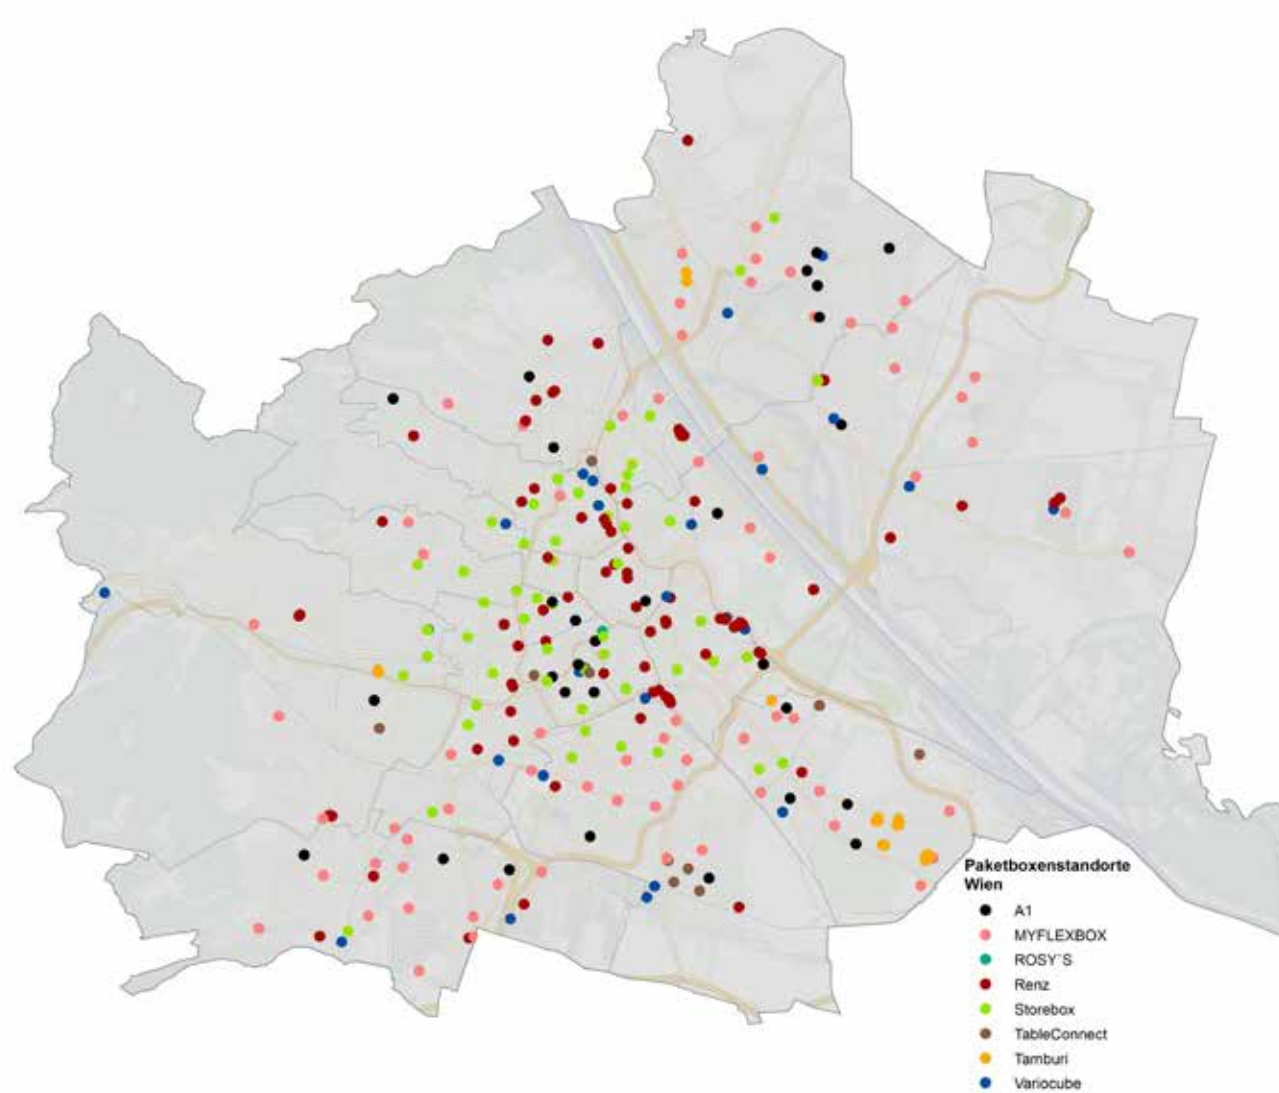 Paketboxenstandorte
Wien
A1
MYFLEXBOX
ROSY´S
Renz
Storebox
TableConnect
Tamburi
Variocube